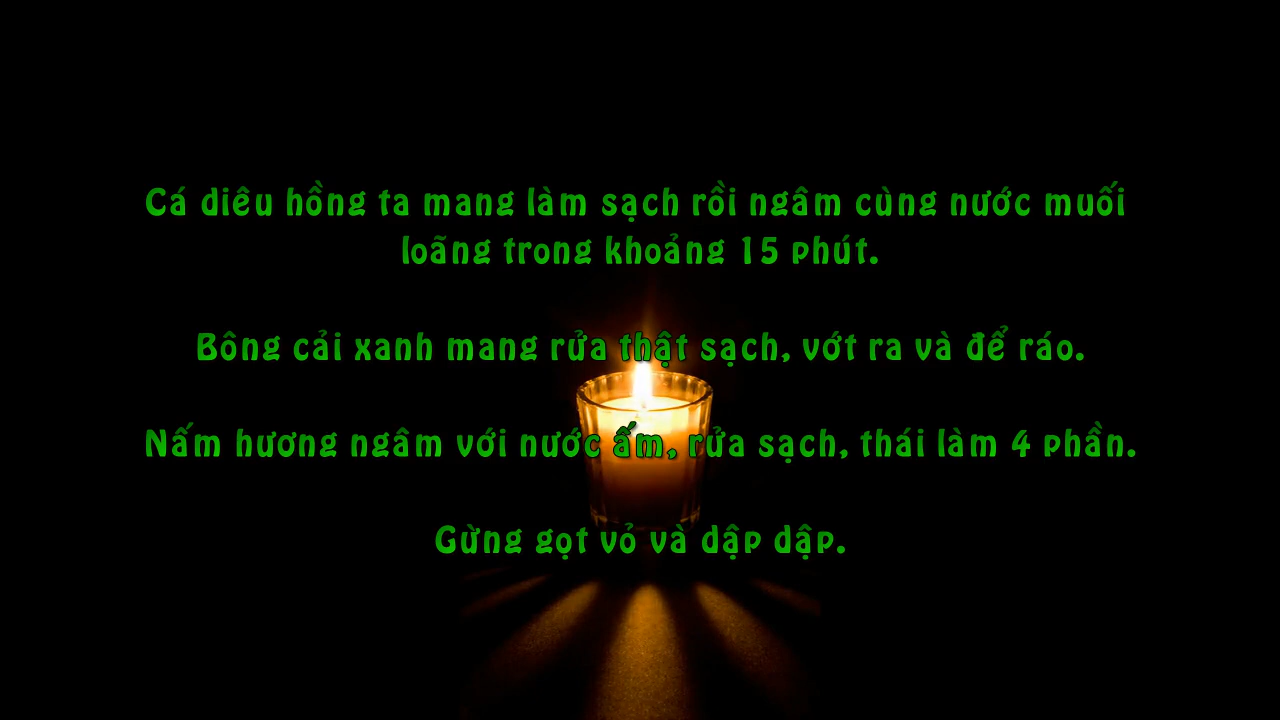 Cá diêu hồng ta mang làm sạch rồi ngâm cùng nước muối
loãng trong khoảng 15 phút.
Bông cải xanh mang rửa thật sạch, vớt ra và để ráo.
Nấm hương ngâm với nước ấm, rửa sạch, thái làm 4 phần.
Gừng gọt vỏ và dập dập.